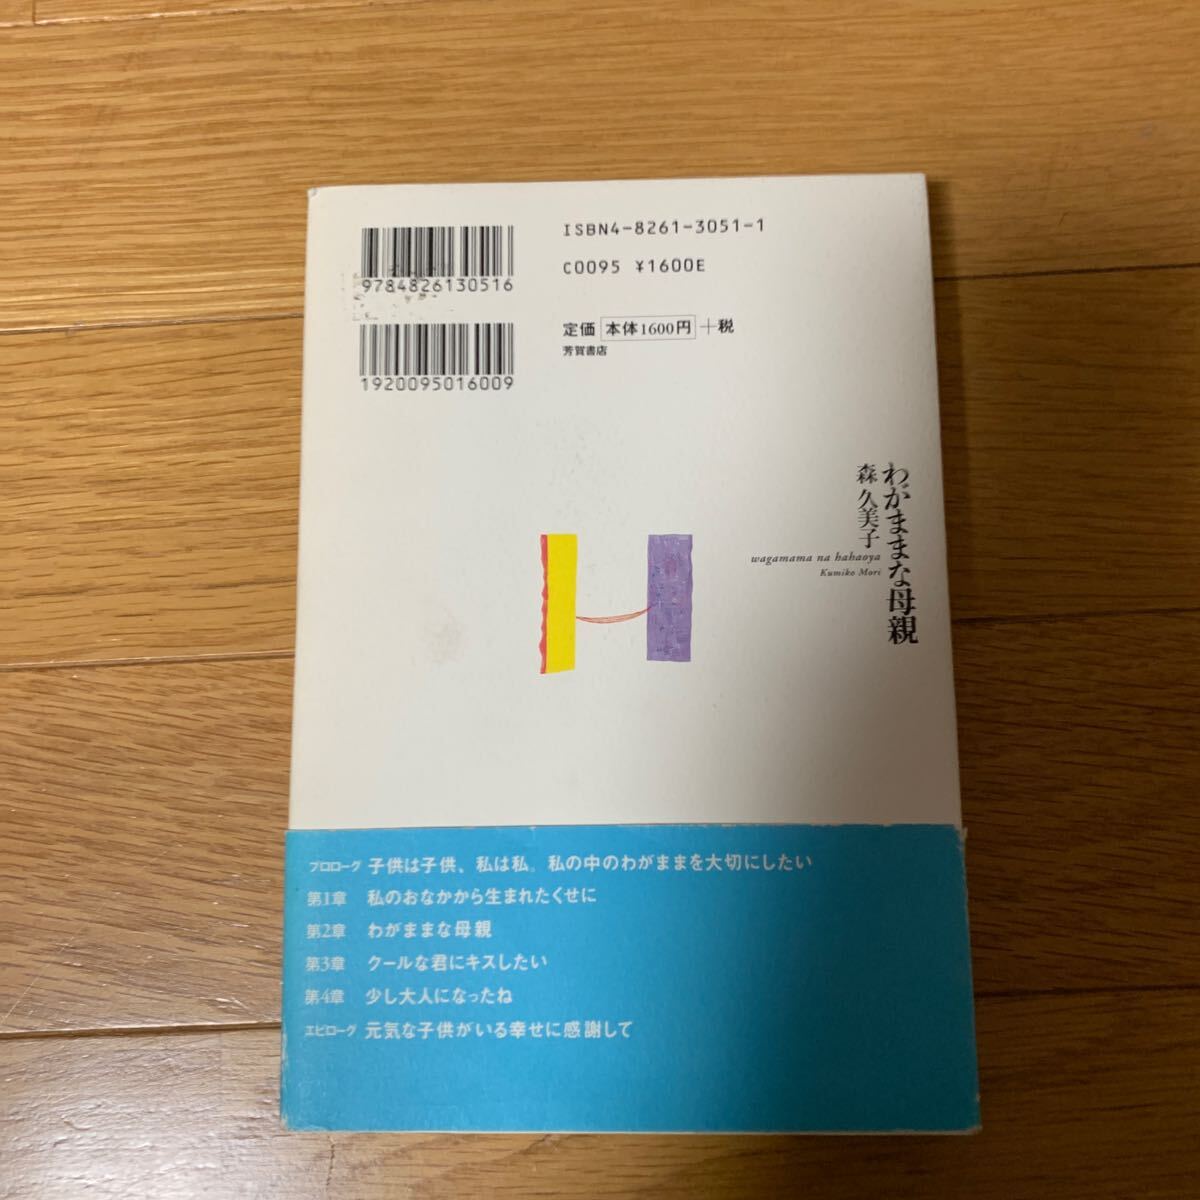 ISBN4-8261-3051-1
C0095 ¥1600E
9784826130516
定価 本体1600円 +税
芳賀書店
1920095016009
わがままな母親
森 久美子
wagamama na hahaoya
Kumiko Mori
プロローグ 子供は子供、私は私。私の中のわがままを大切にしたい
第1章 私のおなかから生まれたくせに
第2章 わがままな母親
第3章 クールな君にキスしたい
第4章 少し大人になったね
エピローグ 元気な子供がいる幸せに感謝して